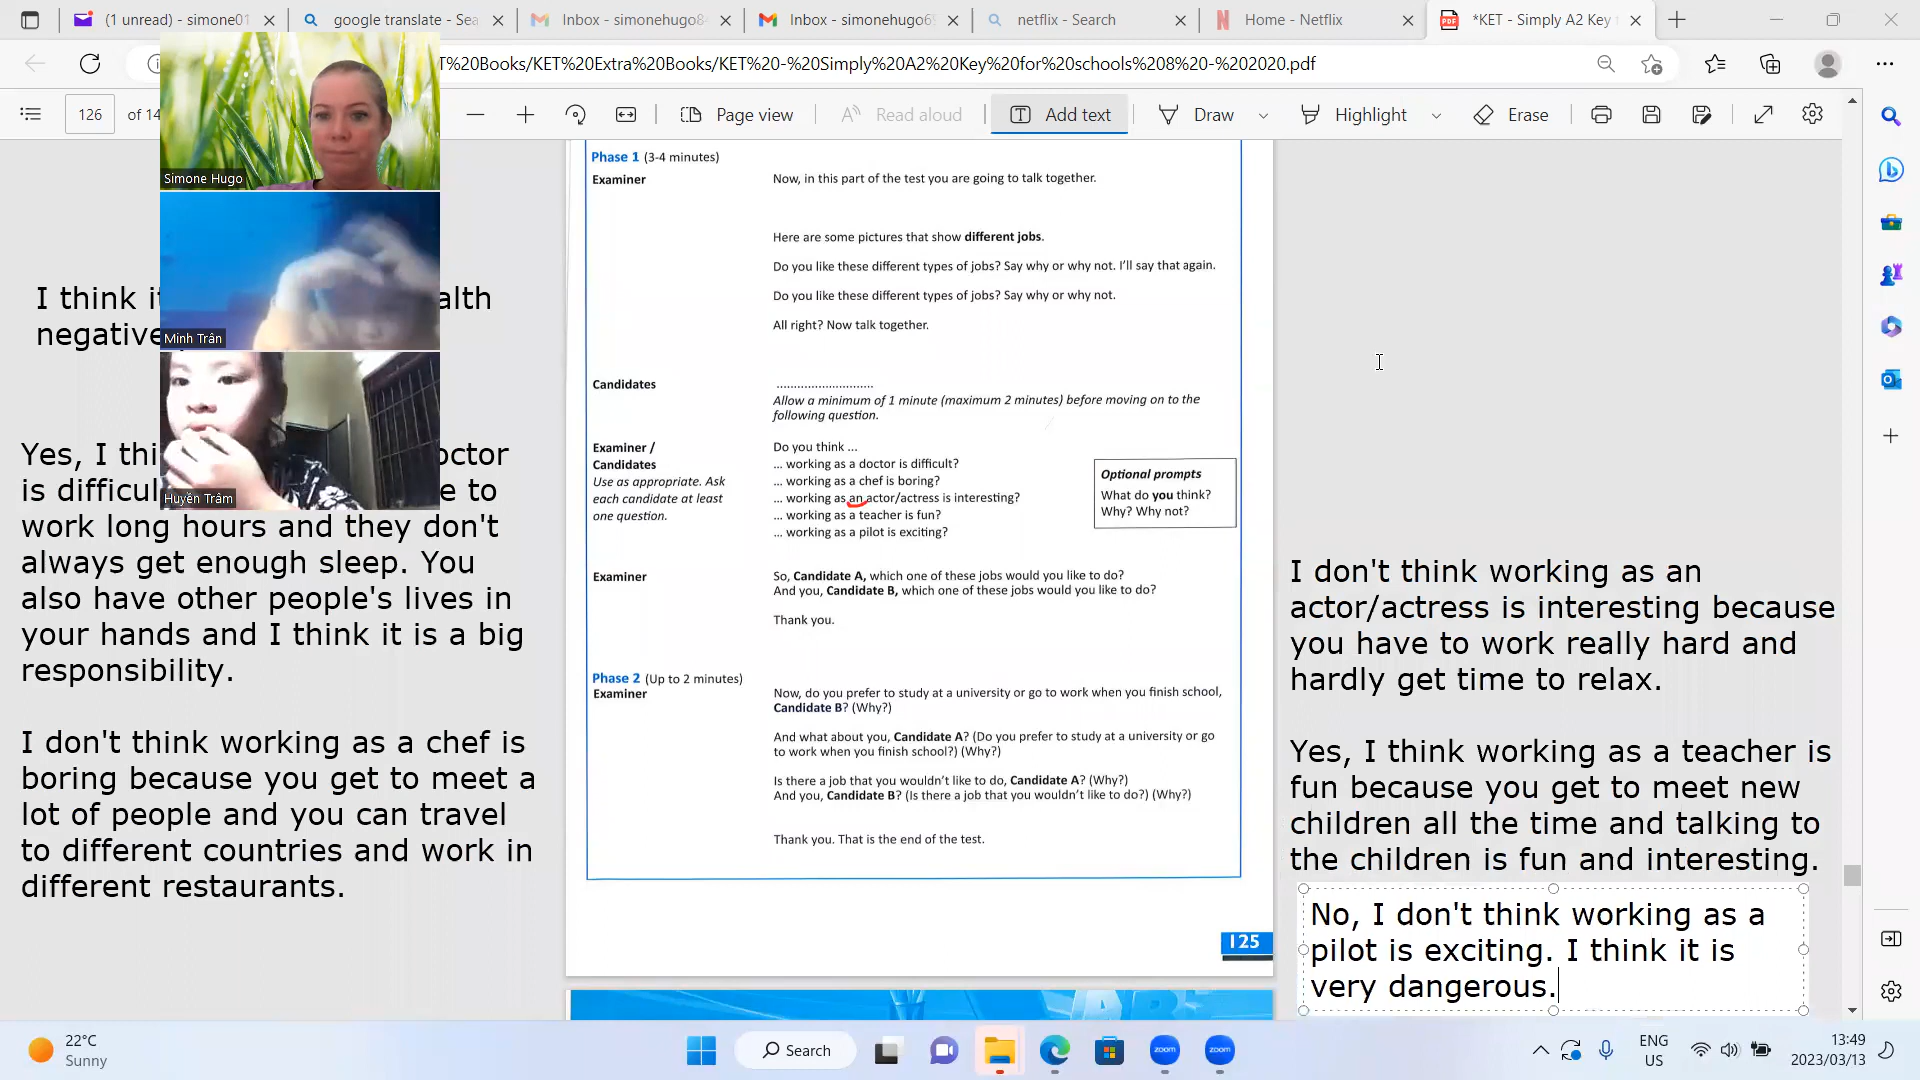 (1 unread) - simone01
google translate - Sea
Inbox - simonehugo84
Inbox - simonehugo69
netflix - Search
Home - Netflix
*KET - Simply A2 Key
T%20Books/KET%20Extra%20Books/KET%20-%20Simply%20A2%20Key%20for%20schools%208%20-%202020.pdf
126
of 14
Page view
Read aloud
Add text
Draw
Highlight
Erase
Simone Hugo
Minh Trân
Huyền Trâm
I think it
alth
negative
Yes, I thi
octor
is difficul
e to
work long hours and they don't
always get enough sleep. You
also have other people's lives in
your hands and I think it is a big
responsibility.
I don't think working as a chef is
boring because you get to meet a
lot of people and you can travel
to different countries and work in
different restaurants.
Phase 1 (3-4 minutes)
Examiner
Now, in this part of the test you are going to talk together.
Here are some pictures that show different jobs.
Do you like these different types of jobs? Say why or why not. I'll say that again.
Do you like these different types of jobs? Say why or why not.
All right? Now talk together.
Candidates
............................
Allow a minimum of 1 minute (maximum 2 minutes) before moving on to the
following question.
Examiner /
Candidates
Use as appropriate. Ask
each candidate at least
one question.
Do you think ...
... working as a doctor is difficult?
... working as a chef is boring?
... working as an actor/actress is interesting?
... working as a teacher is fun?
... working as a pilot is exciting?
Optional prompts
What do you think?
Why? Why not?
Examiner
So, Candidate A, which one of these jobs would you like to do?
And you, Candidate B, which one of these jobs would you like to do?
Thank you.
Phase 2 (Up to 2 minutes)
Examiner
Now, do you prefer to study at a university or go to work when you finish school,
Candidate B? (Why?)
And what about you, Candidate A? (Do you prefer to study at a university or go
to work when you finish school?) (Why?)
Is there a job that you wouldn't like to do, Candidate A? (Why?)
And you, Candidate B? (Is there a job that you wouldn't like to do?) (Why?)
Thank you. That is the end of the test.
125
I don't think working as an
actor/actress is interesting because
you have to work really hard and
hardly get time to relax.
Yes, I think working as a teacher is
fun because you get to meet new
children all the time and talking to
the children is fun and interesting.
No, I don't think working as a
pilot is exciting. I think it is
very dangerous.
22°C
Sunny
Search
zoom
zoom
ENG
US
13:49
2023/03/13